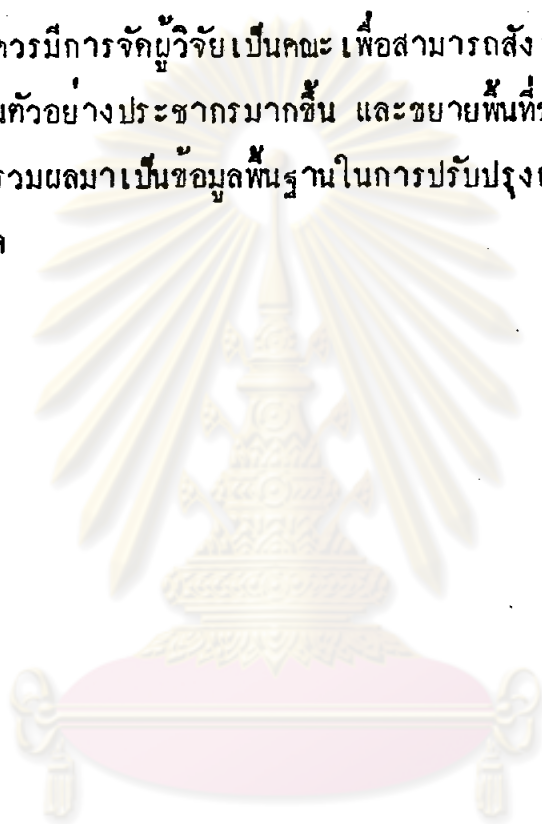 ควรมีการจัดผู้วิจัยเป็นคณะ เพื่อสามารถสัง
นตัวอย่างประชากรมากขึ้น และขยายพื้นที่
รวมผลมาเป็นข้อมูลพื้นฐานในการปรับปรุง